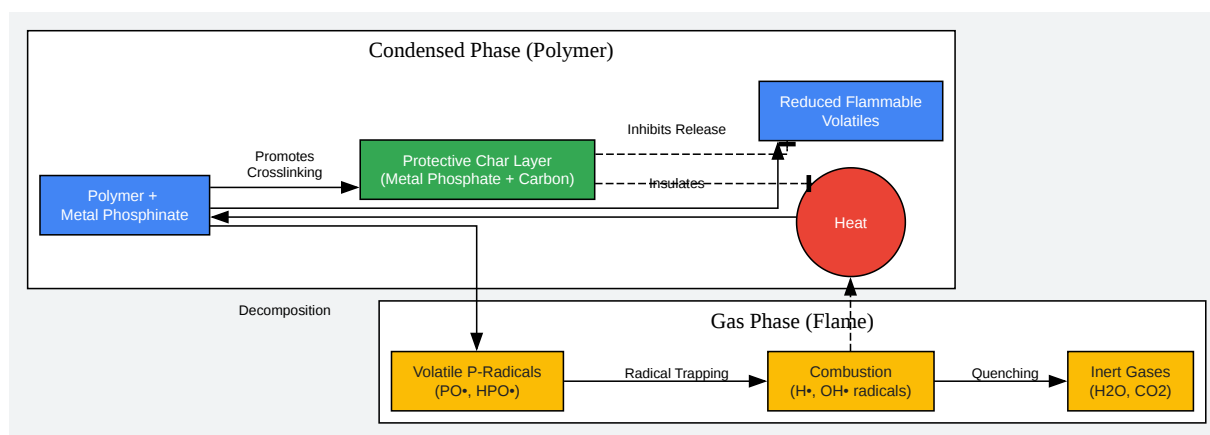 Condensed Phase (Polymer)
Reduced Flammable
Volatiles
Inhibits Release
Promotes
Crosslinking
Protective Char Layer
(Metal Phosphate + Carbon)
Insulates
Polymer +
Metal Phosphinate
Heat
Decomposition
Gas Phase (Flame)
Volatile P-Radicals
(PO•, HPO•)
Radical Trapping
Combustion
(H•, OH• radicals)
Quenching
Inert Gases
(H2O, CO2)